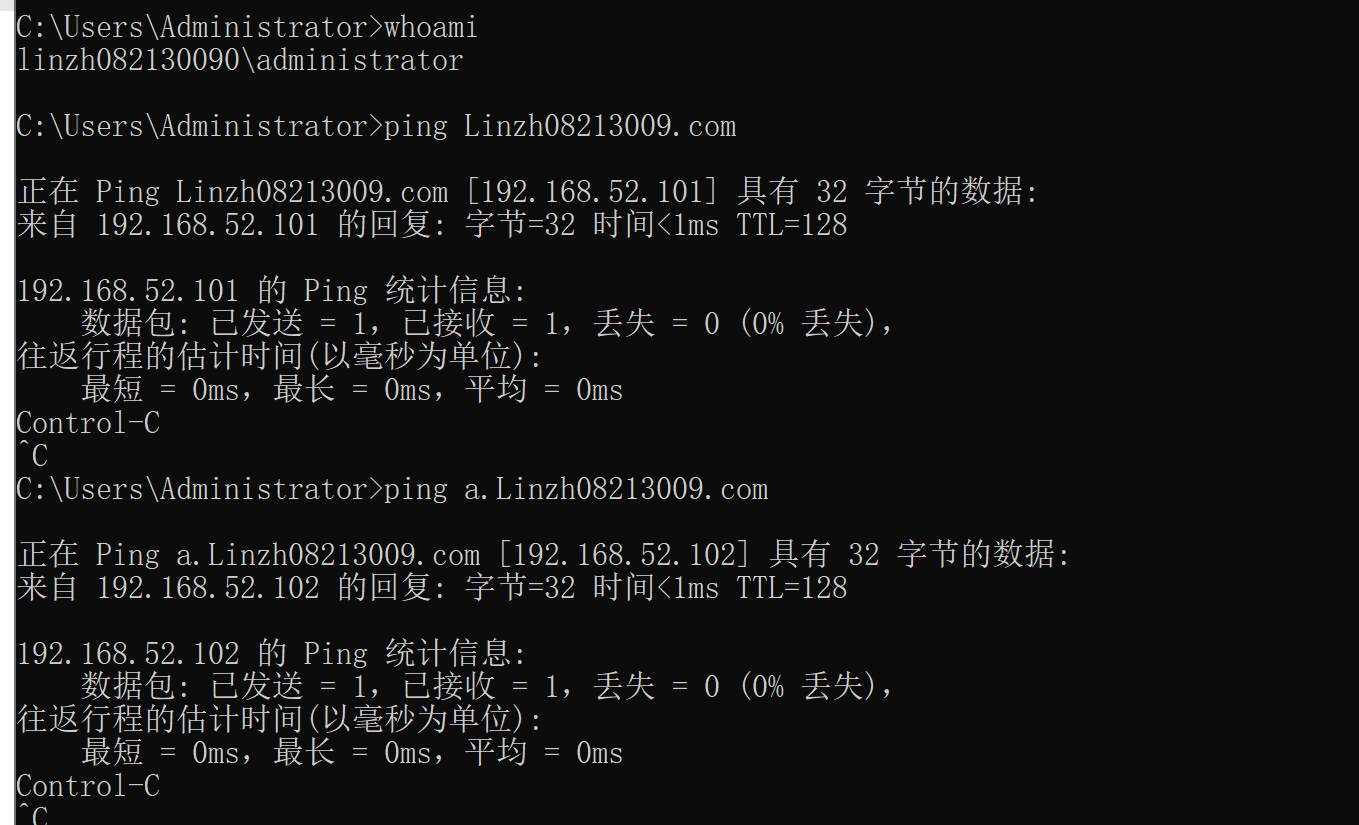 C:\Users\Administrator>whoami
linzh082130090\administrator
C:\Users\Administrator>ping Linzh08213009.com
正在 Ping Linzh08213009.com [192.168.52.101] 具有 32 字节的数据:
来自 192.168.52.101 的回复: 字节=32 时间<1ms TTL=128
192.168.52.101 的 Ping 统计信息:
    数据包: 已发送 = 1，已接收 = 1，丢失 = 0 (0% 丢失)，
往返行程的估计时间(以毫秒为单位):
    最短 = 0ms，最长 = 0ms，平均 = 0ms
Control-C
^C
C:\Users\Administrator>ping a.Linzh08213009.com
正在 Ping a.Linzh08213009.com [192.168.52.102] 具有 32 字节的数据:
来自 192.168.52.102 的回复: 字节=32 时间<1ms TTL=128
192.168.52.102 的 Ping 统计信息:
    数据包: 已发送 = 1，已接收 = 1，丢失 = 0 (0% 丢失)，
往返行程的估计时间(以毫秒为单位):
    最短 = 0ms，最长 = 0ms，平均 = 0ms
Control-C
^C